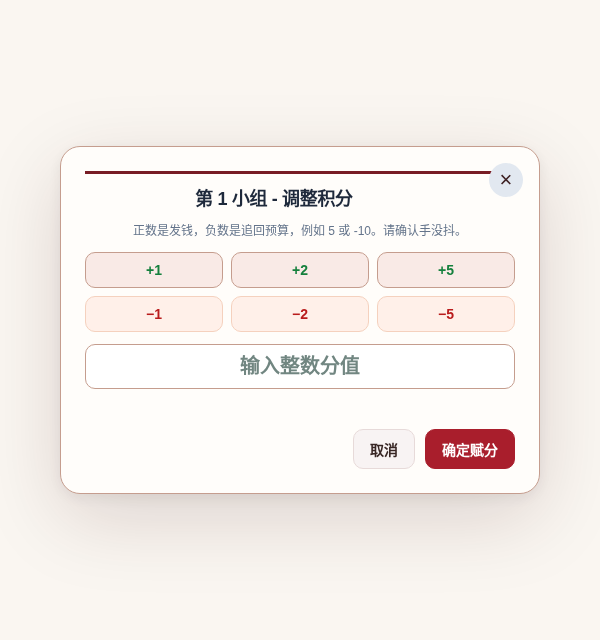 ×
第 1 小组 - 调整积分
正数是发钱，负数是追回预算，例如 5 或 -10。请确认手没抖。
+1 +2 +5
−1 −2 −5
输入整数分值
取消 确定赋分